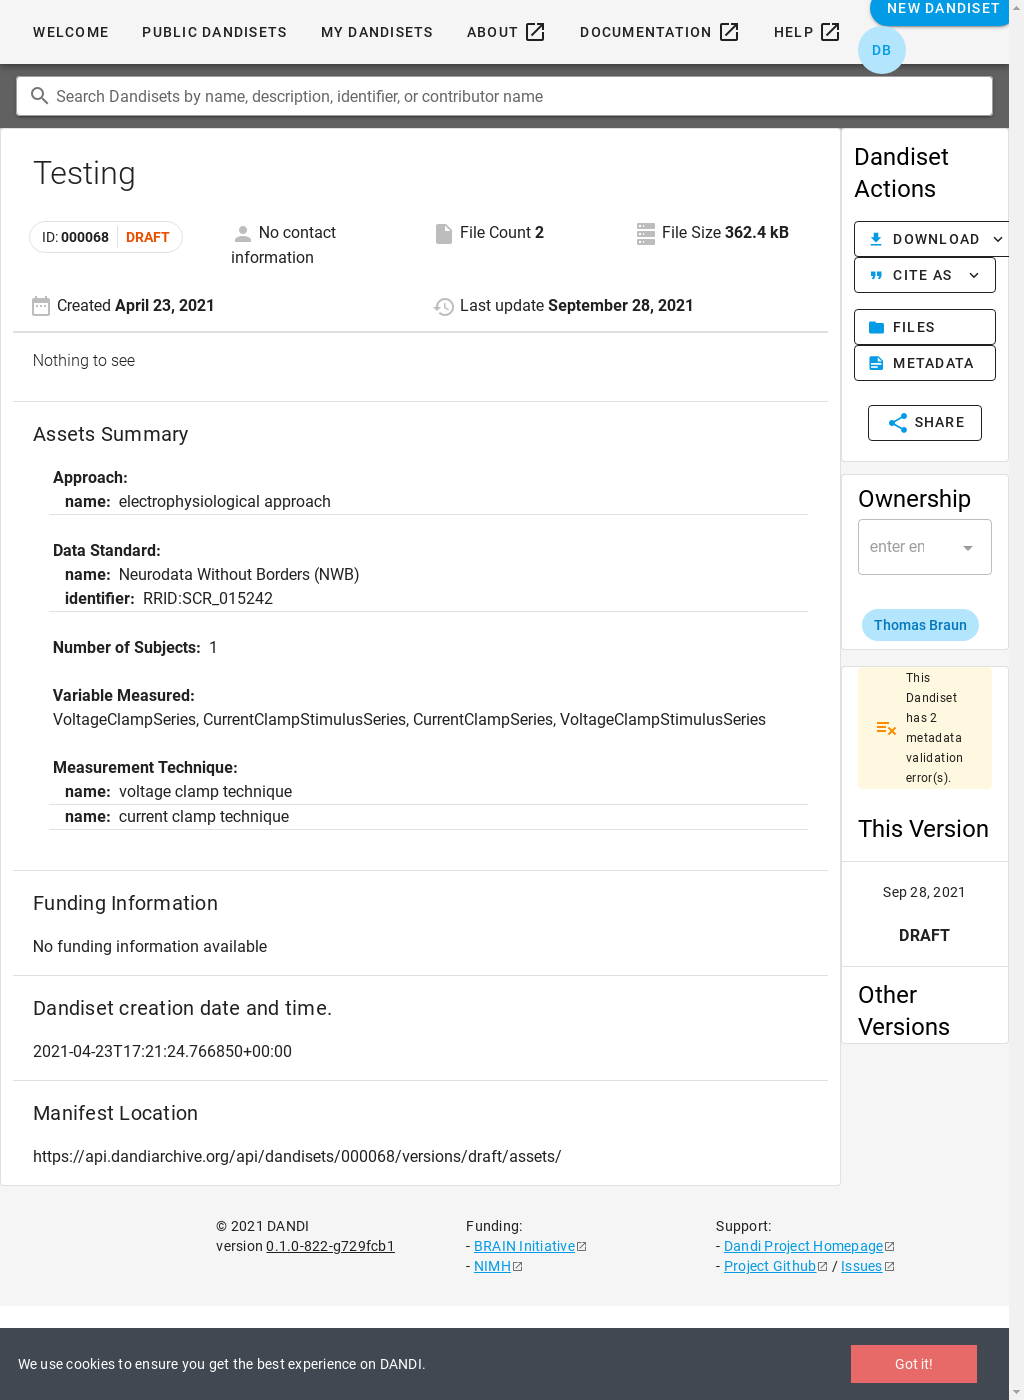 WELCOME PUBLIC DANDISETS MY DANDISETS ABOUT DOCUMENTATION HELP NEW DANDISET
DB
Search Dandisets by name, description, identifier, or contributor name
Testing
ID: 000068 DRAFT
No contact information
File Count 2
File Size 362.4 kB
Created April 23, 2021
Last update September 28, 2021
Nothing to see
Assets Summary
Approach:
name: electrophysiological approach
Data Standard:
name: Neurodata Without Borders (NWB)
identifier: RRID:SCR_015242
Number of Subjects: 1
Variable Measured:
VoltageClampSeries, CurrentClampStimulusSeries, CurrentClampSeries, VoltageClampStimulusSeries
Measurement Technique:
name: voltage clamp technique
name: current clamp technique
Funding Information
No funding information available
Dandiset creation date and time.
2021-04-23T17:21:24.766850+00:00
Manifest Location
https://api.dandiarchive.org/api/dandisets/000068/versions/draft/assets/
Dandiset
Actions
DOWNLOAD
CITE AS
FILES
METADATA
SHARE
Ownership
enter en
Thomas Braun
This
Dandiset
has 2
metadata
validation
error(s).
This Version
Sep 28, 2021
DRAFT
Other
Versions
© 2021 DANDI
version 0.1.0-822-g729fcb1
Funding:
- BRAIN Initiative
- NIMH
Support:
- Dandi Project Homepage
- Project Github / Issues
We use cookies to ensure you get the best experience on DANDI.
Got it!